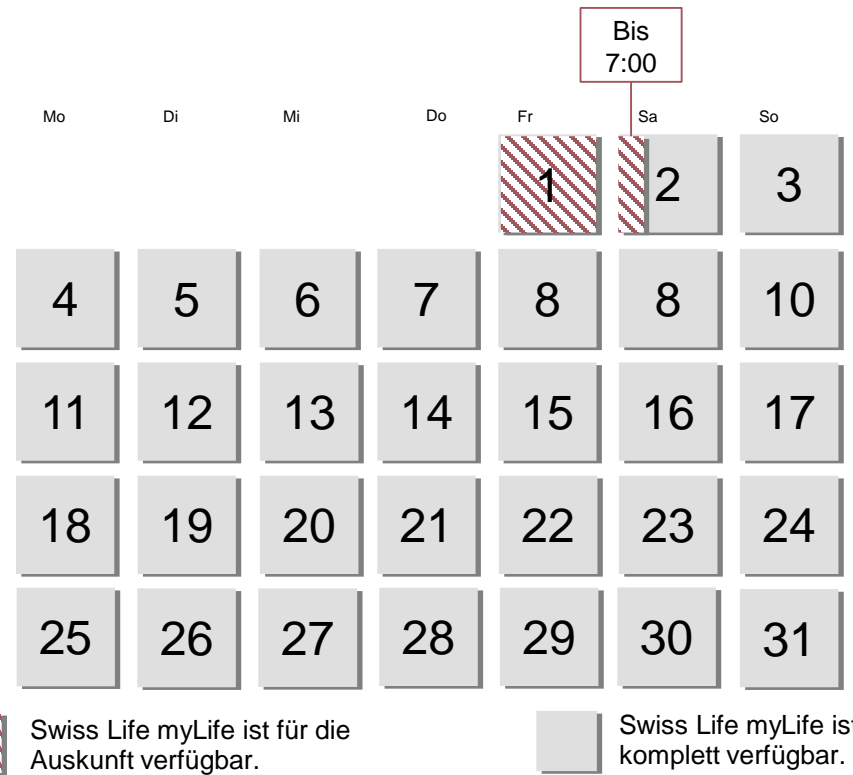 Bis
7:00
Mo Di Mi Do Fr Sa So
1 2 3
4 5 6 7 8 8 10
11 12 13 14 15 16 17
18 19 20 21 22 23 24
25 26 27 28 29 30 31
Swiss Life myLife ist für die
Auskunft verfügbar.
Swiss Life myLife ist
komplett verfügbar.